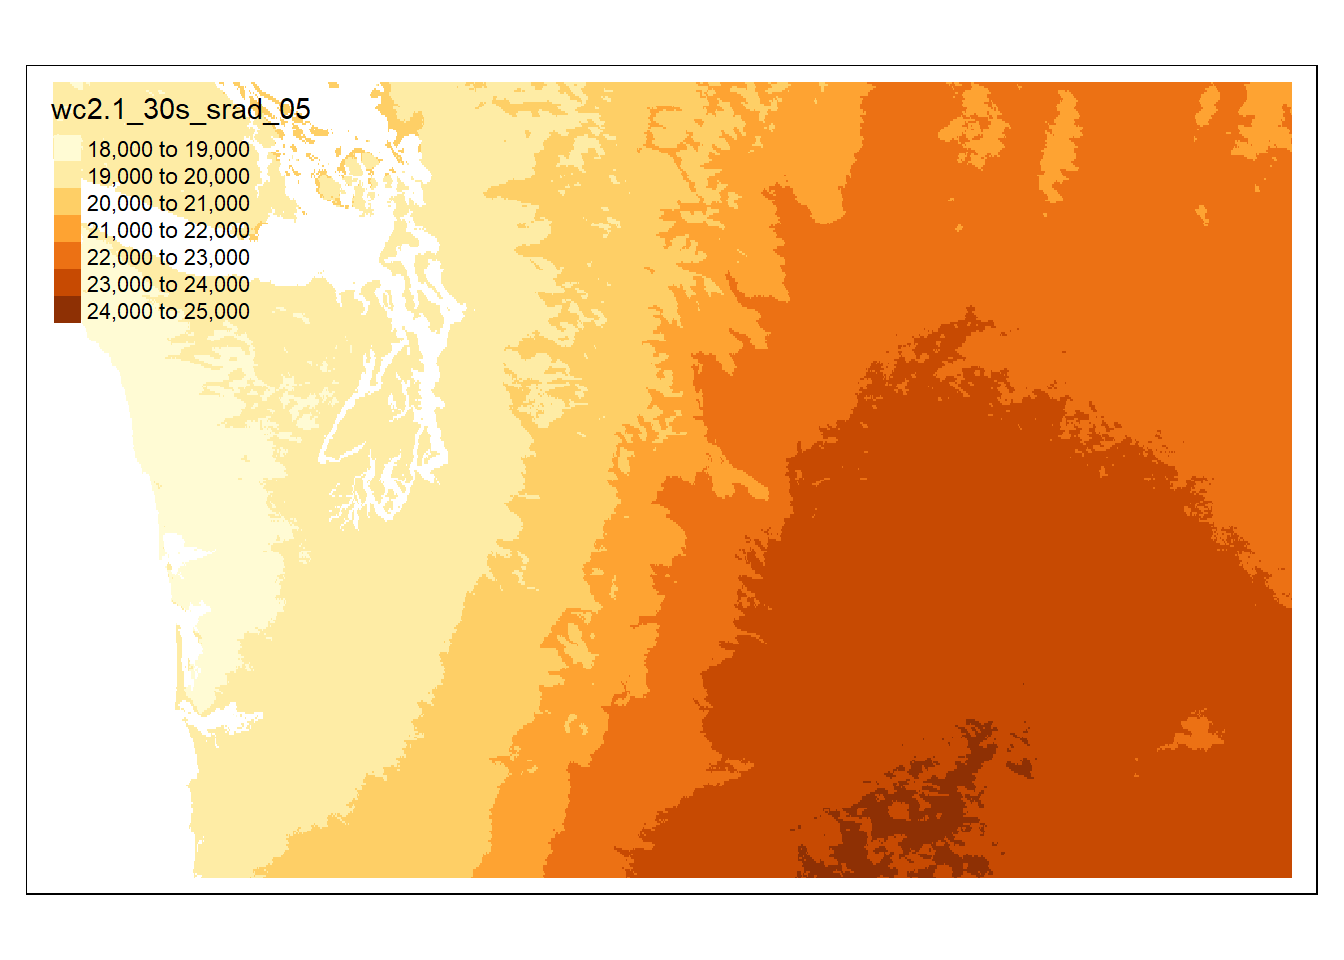 wc2.1_30s_srad_05
18,000 to 19,000
19,000 to 20,000
20,000 to 21,000
21,000 to 22,000
22,000 to 23,000
23,000 to 24,000
24,000 to 25,000